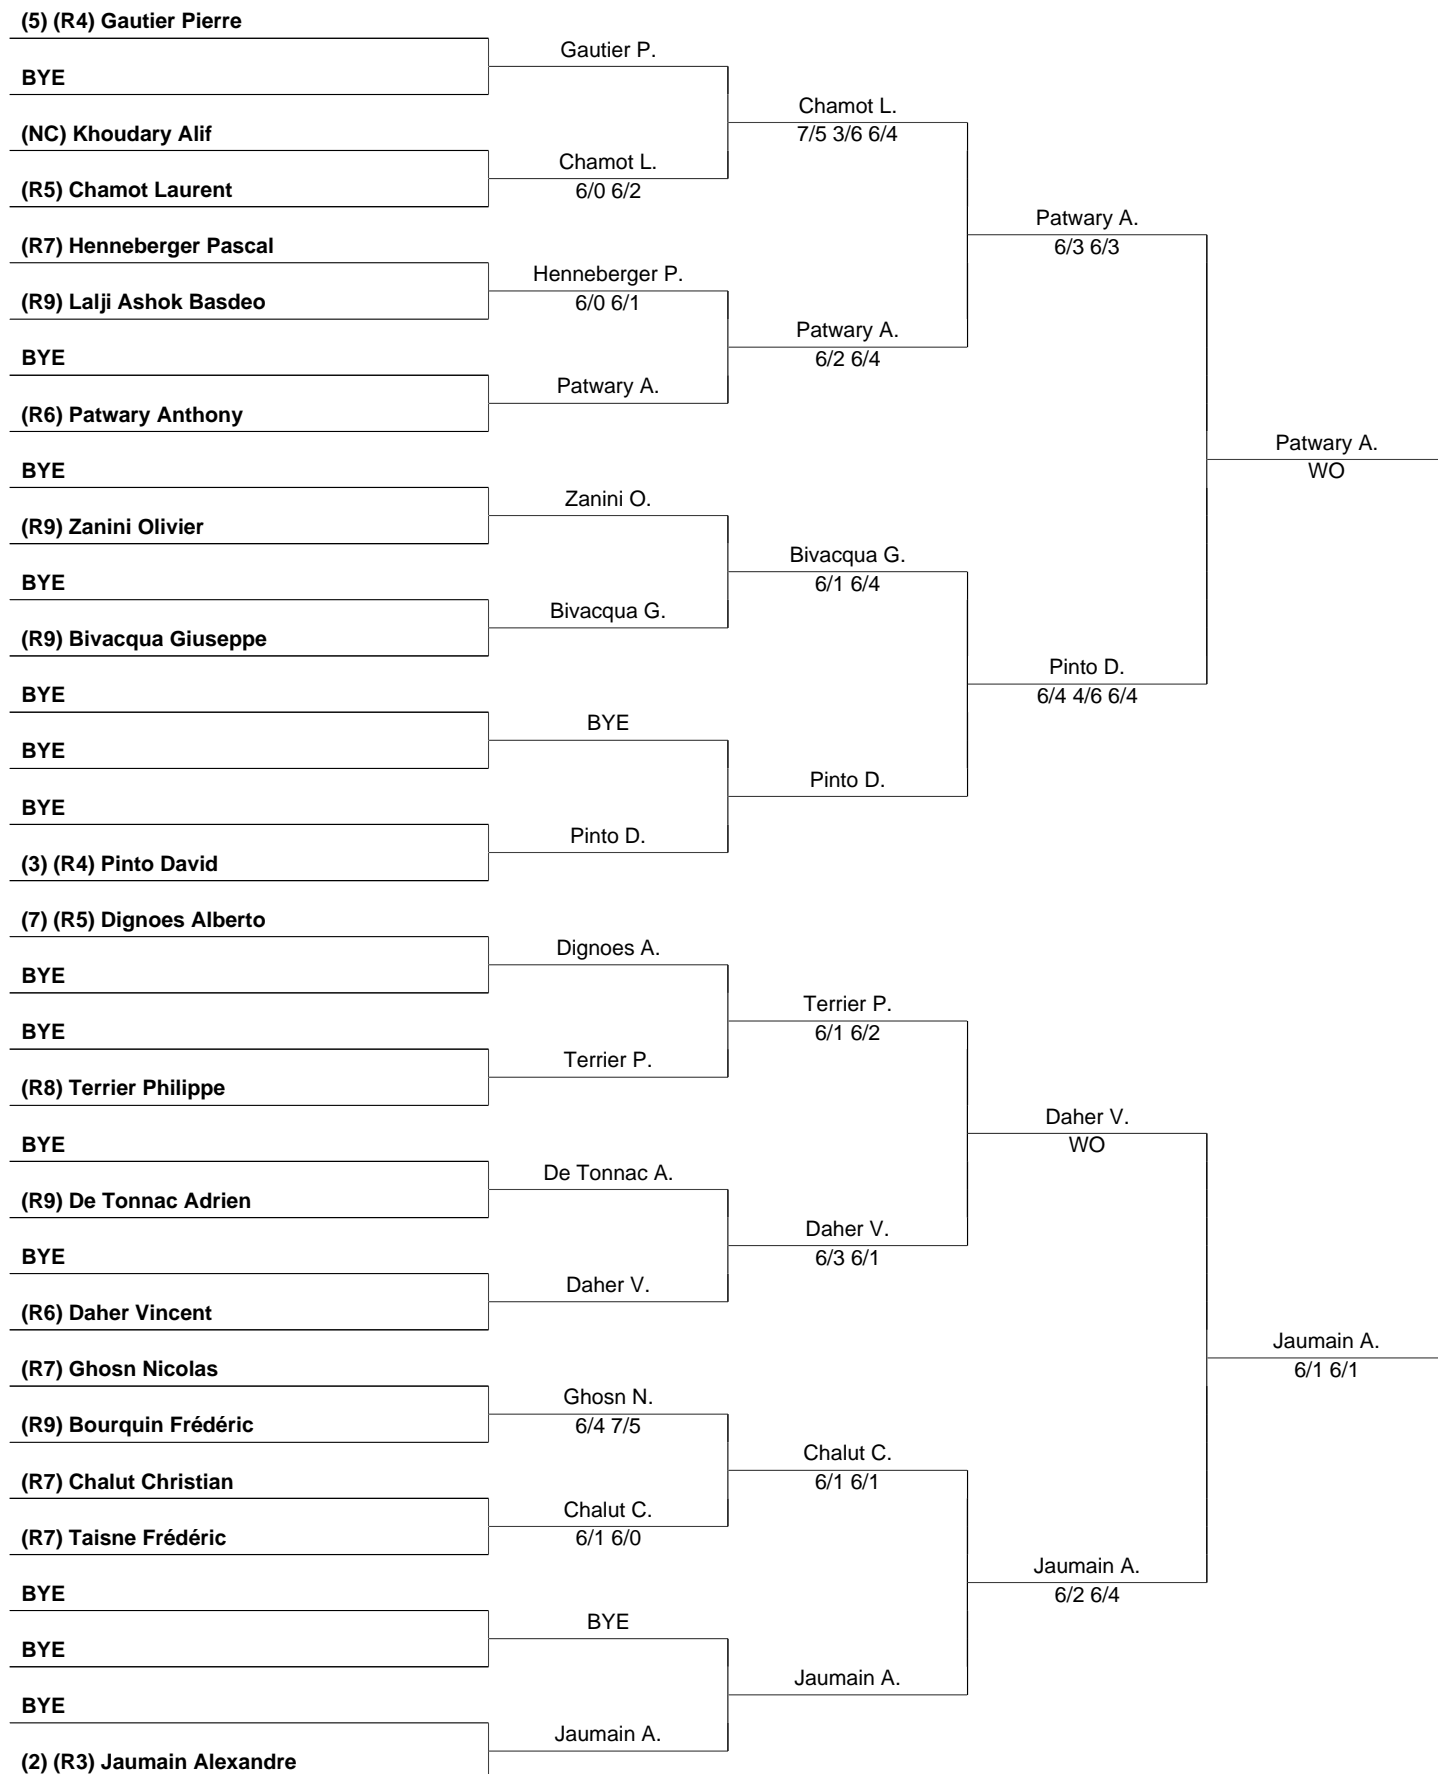 (5) (R4) Gautier Pierre
BYE
(NC) Khoudary Alif
(R5) Chamot Laurent
(R7) Henneberger Pascal
(R9) Lalji Ashok Basdeo
BYE
(R6) Patwary Anthony
BYE
(R9) Zanini Olivier
BYE
(R9) Bivacqua Giuseppe
BYE
BYE
BYE
(3) (R4) Pinto David
(7) (R5) Dignoes Alberto
BYE
BYE
(R8) Terrier Philippe
BYE
(R9) De Tonnac Adrien
BYE
(R6) Daher Vincent
(R7) Ghosn Nicolas
(R9) Bourquin Frédéric
(R7) Chalut Christian
(R7) Taisne Frédéric
BYE
BYE
BYE
(2) (R3) Jaumain Alexandre
Gautier P.
Chamot L.
6/0 6/2
Henneberger P.
6/0 6/1
Patwary A.
Zanini O.
Bivacqua G.
BYE
Pinto D.
Dignoes A.
Terrier P.
De Tonnac A.
Daher V.
Ghosn N.
6/4 7/5
Chalut C.
6/1 6/0
BYE
Jaumain A.
Chamot L.
7/5 3/6 6/4
Patwary A.
6/2 6/4
Bivacqua G.
6/1 6/4
Pinto D.
Terrier P.
6/1 6/2
Daher V.
6/3 6/1
Chalut C.
6/1 6/1
Jaumain A.
Patwary A.
6/3 6/3
Pinto D.
6/4 4/6 6/4
Daher V.
WO
Jaumain A.
6/2 6/4
Patwary A.
WO
Jaumain A.
6/1 6/1